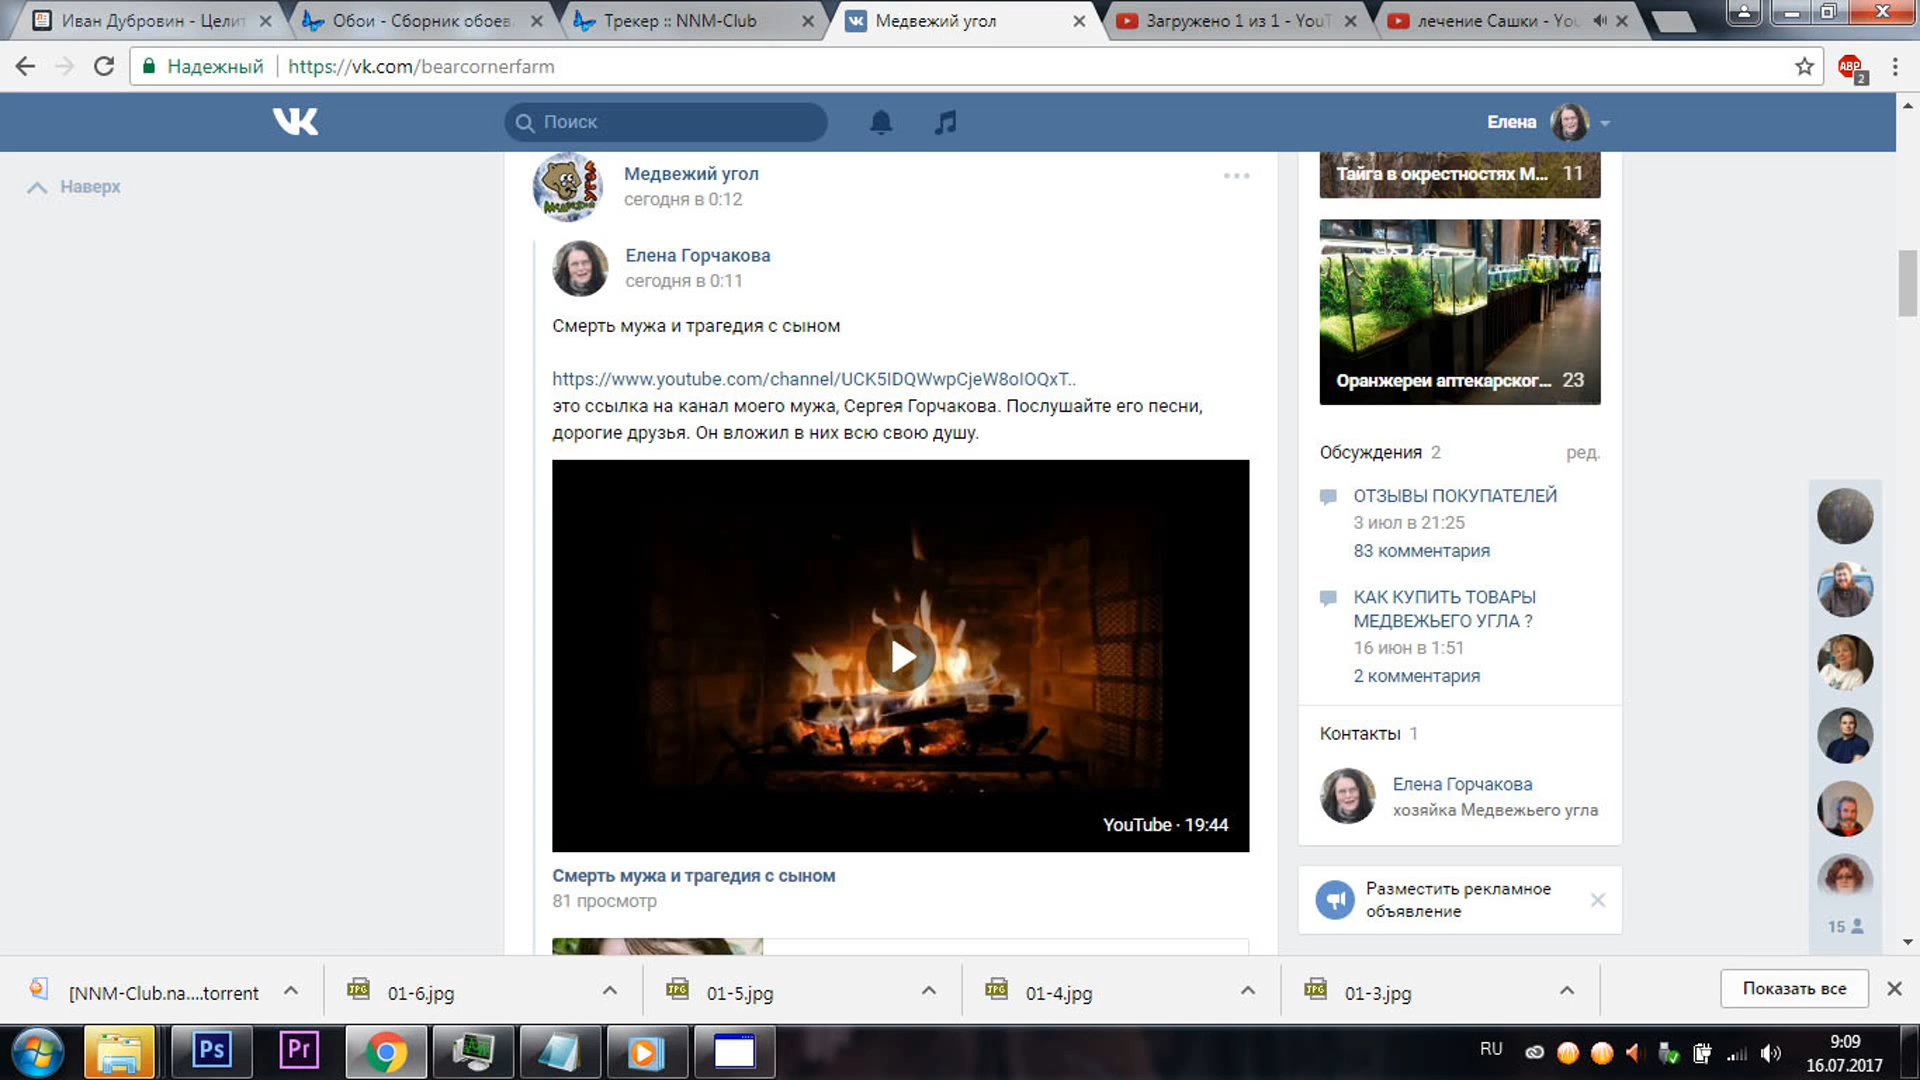 Иван Дубровин - Целит
Обои - Сборник обоев
Трекер :: NNM-Club
Медвежий угол
Загружено 1 из 1 - YouT
лечение Сашки - You
Надежный
https://vk.com/bearcornerfarm
ABP
2
Поиск
Елена
Наверх
Медвежий угол
сегодня в 0:12
Елена Горчакова
сегодня в 0:11
Смерть мужа и трагедия с сыном
https://www.youtube.com/channel/UCK5IDQWwpCjeW8oIOQxT..
это ссылка на канал моего мужа, Сергея Горчакова. Послушайте его песни,
дорогие друзья. Он вложил в них всю свою душу.
YouTube · 19:44
Смерть мужа и трагедия с сыном
81 просмотр
Тайга в окрестностях М... 11
Оранжереи аптекарског... 23
Обсуждения 2
ред.
ОТЗЫВЫ ПОКУПАТЕЛЕЙ
3 июл в 21:25
83 комментария
КАК КУПИТЬ ТОВАРЫ
МЕДВЕЖЬЕГО УГЛА ?
16 июн в 1:51
2 комментария
Контакты 1
Елена Горчакова
хозяйка Медвежьего угла
Разместить рекламное
объявление
15
[NNM-Club.na....torrent
01-6.jpg
01-5.jpg
01-4.jpg
01-3.jpg
Показать все
Ps
Pr
RU
9:09
16.07.2017